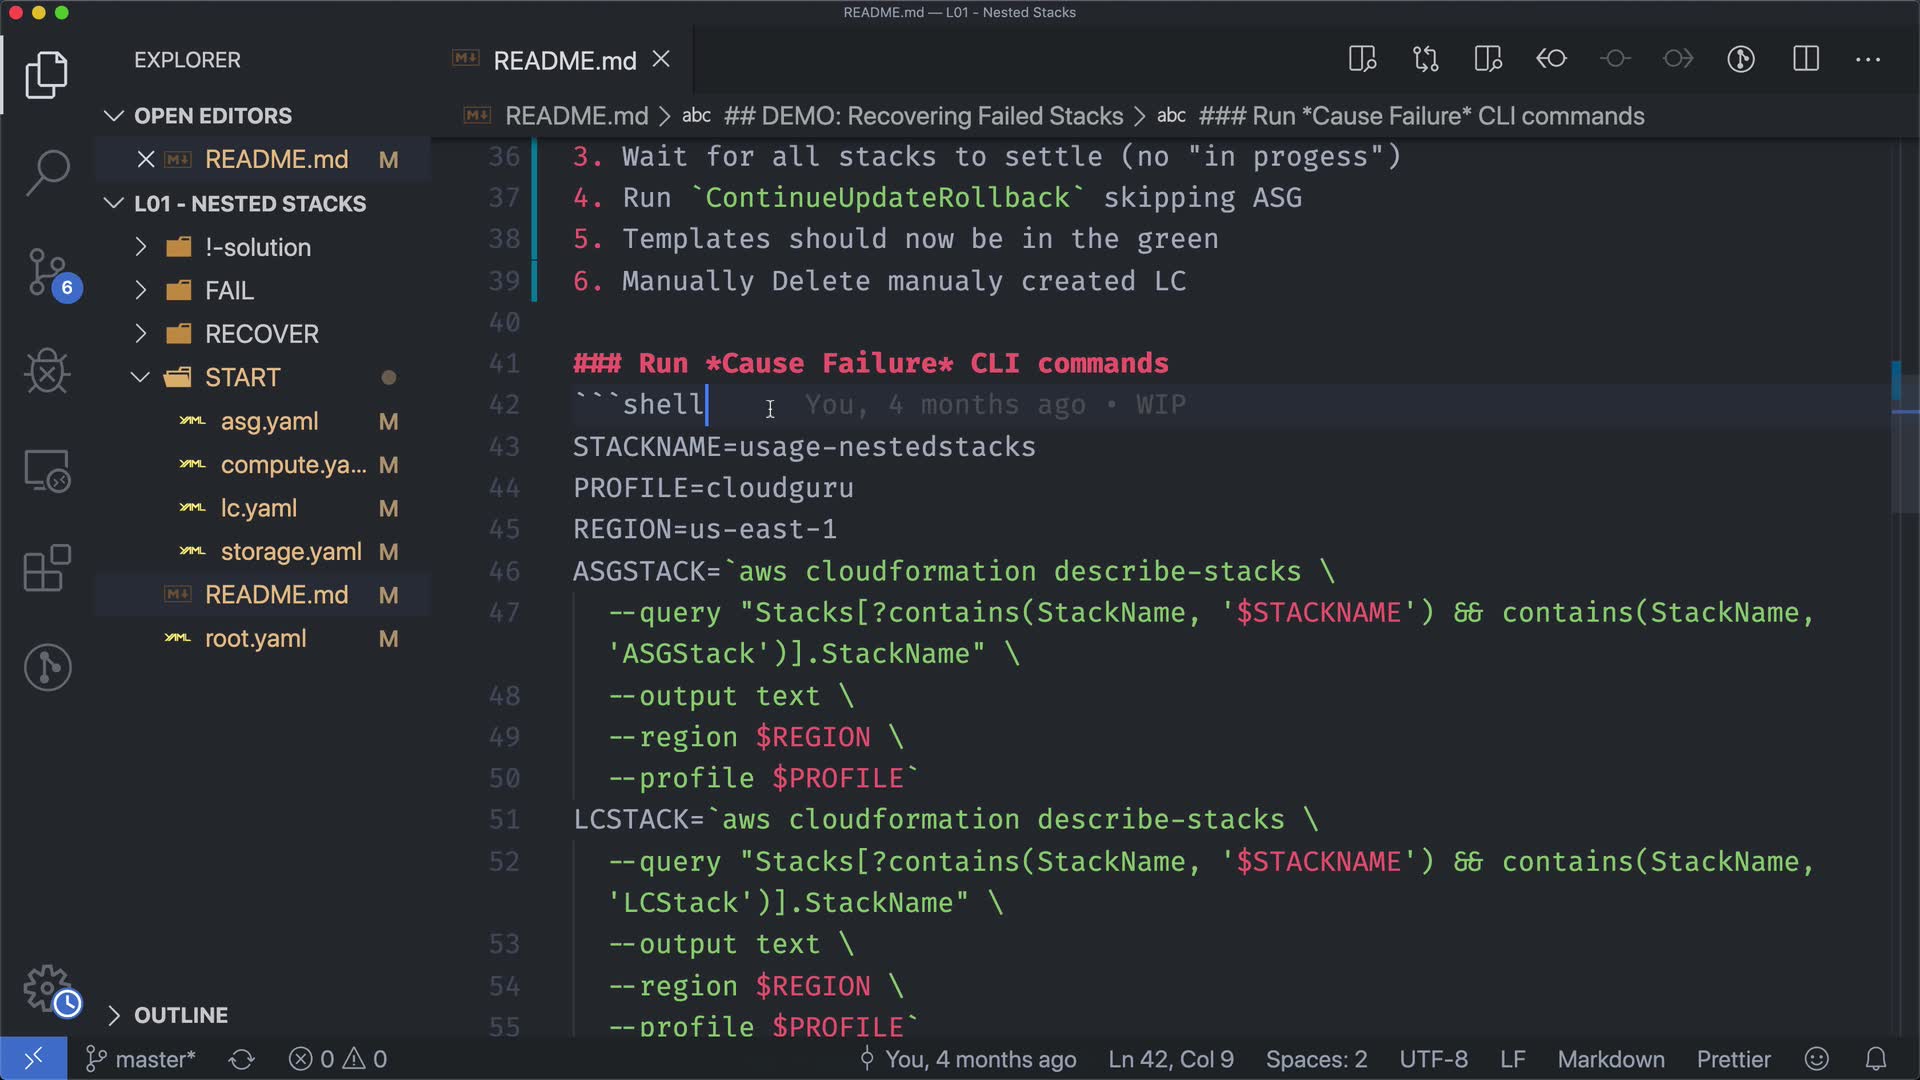 README.md — L01 - Nested Stacks
EXPLORER
README.md
README.md > abc ## DEMO: Recovering Failed Stacks > abc ### Run *Cause Failure* CLI commands
OPEN EDITORS
README.md M
L01 - NESTED STACKS
!-solution
FAIL
RECOVER
START
asg.yaml M
compute.ya... M
lc.yaml M
storage.yaml M
README.md M
root.yaml M
OUTLINE
6
36 3. Wait for all stacks to settle (no "in progess")
37 4. Run `ContinueUpdateRollback` skipping ASG
38 5. Templates should now be in the green
39 6. Manually Delete manualy created LC
40
41 ### Run *Cause Failure* CLI commands
42 ```shell You, 4 months ago • WIP
43 STACKNAME=usage-nestedstacks
44 PROFILE=cloudguru
45 REGION=us-east-1
46 ASGSTACK=`aws cloudformation describe-stacks \
47 --query "Stacks[?contains(StackName, '$STACKNAME') && contains(StackName,
'ASGStack')].StackName" \
48 --output text \
49 --region $REGION \
50 --profile $PROFILE`
51 LCSTACK=`aws cloudformation describe-stacks \
52 --query "Stacks[?contains(StackName, '$STACKNAME') && contains(StackName,
'LCStack')].StackName" \
53 --output text \
54 --region $REGION \
55 --profile $PROFILE`
master* 0 0 You, 4 months ago Ln 42, Col 9 Spaces: 2 UTF-8 LF Markdown Prettier